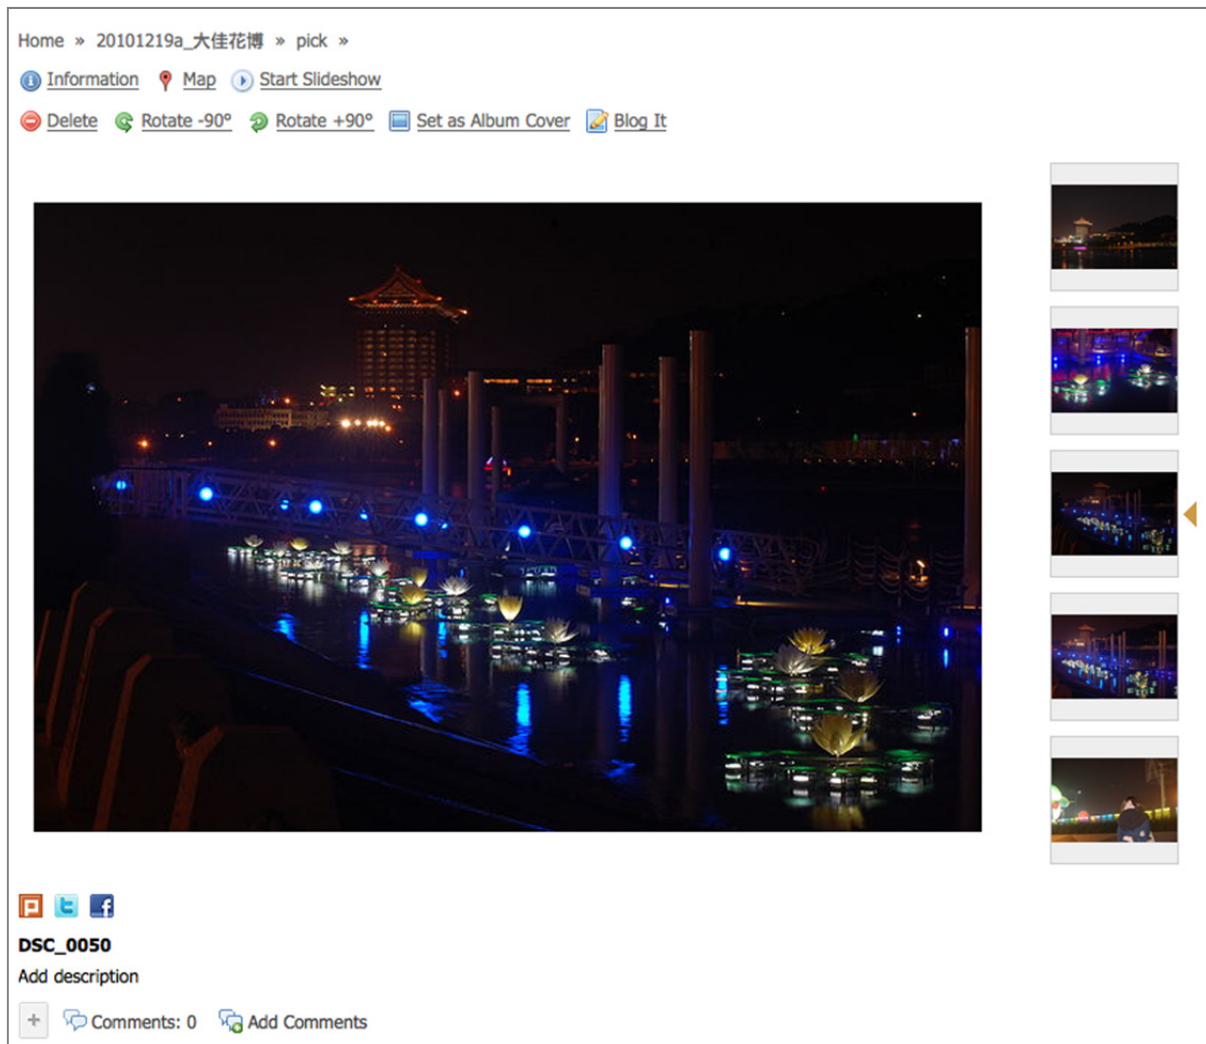 Home » 20101219a_大佳花博 » pick »
Information Map Start Slideshow
Delete Rotate -90° Rotate +90° Set as Album Cover Blog It
DSC_0050
Add description
+ Comments: 0 Add Comments